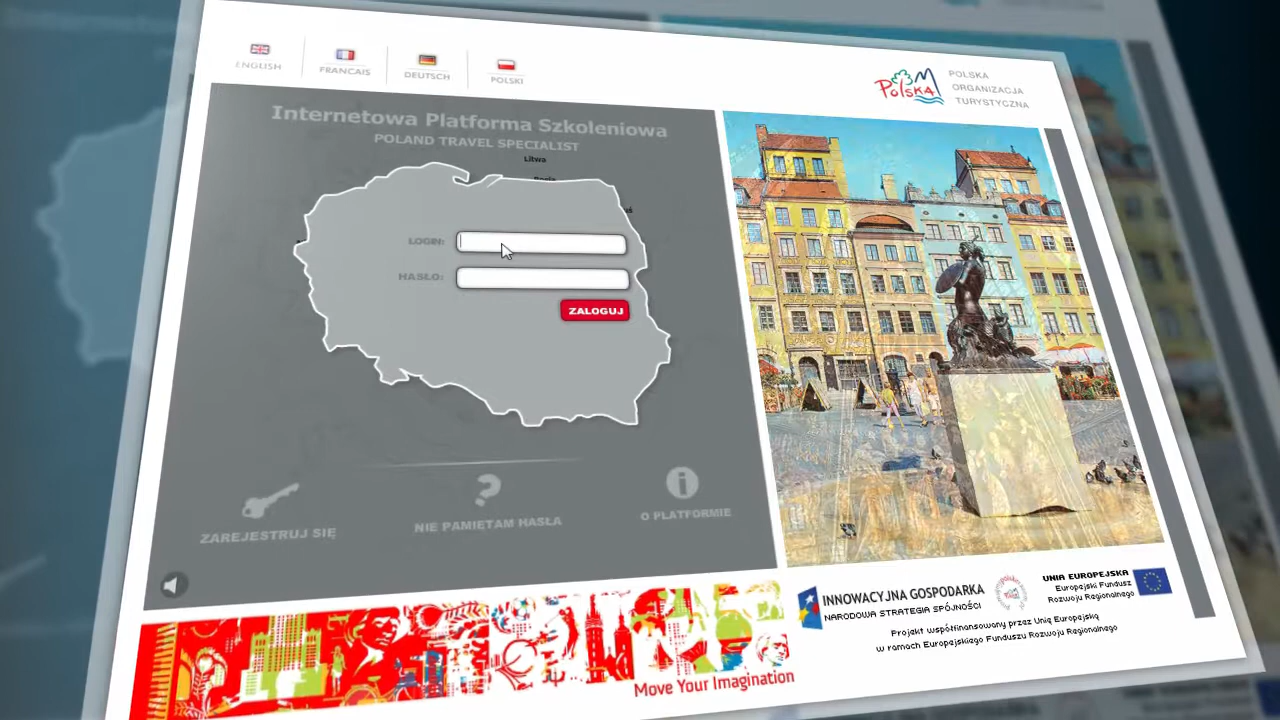 ENGLISH
FRANCAIS
DEUTSCH
POLSKI
POLSKA
POLSKA
ORGANIZACJA
TURYSTYCZNA
Internetowa Platforma Szkoleniowa
POLAND TRAVEL SPECIALIST
Litwa
LOGIN:
HASŁO:
ZALOGUJ
ZAREJESTRUJ SIĘ
NIE PAMIĘTAM HASŁA
O PLATFORMIE
Move Your Imagination
INNOWACYJNA GOSPODARKA
NARODOWA STRATEGIA SPÓJNOŚCI
UNIA EUROPEJSKA
Europejski Fundusz
Rozwoju Regionalnego
Projekt współfinansowany przez Unię Europejską
w ramach Europejskiego Funduszu Rozwoju Regionalnego